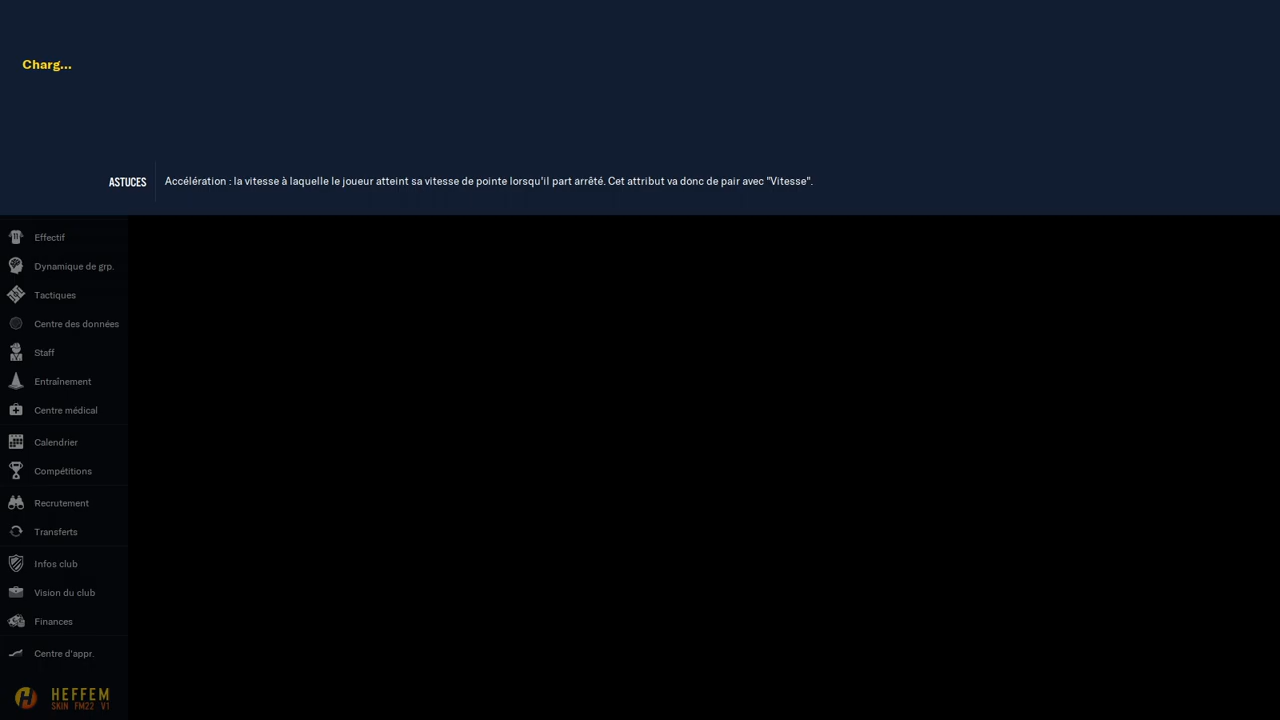 Charg...
ASTUCES
Accélération : la vitesse à laquelle le joueur atteint sa vitesse de pointe lorsqu'il part arrêté. Cet attribut va donc de pair avec "Vitesse".
Effectif
Dynamique de grp.
Tactiques
Centre des données
Staff
Entraînement
Centre médical
Calendrier
Compétitions
Recrutement
Transferts
Infos club
Vision du club
Finances
Centre d'appr.
HEFFEM
SKIN FM22 V1